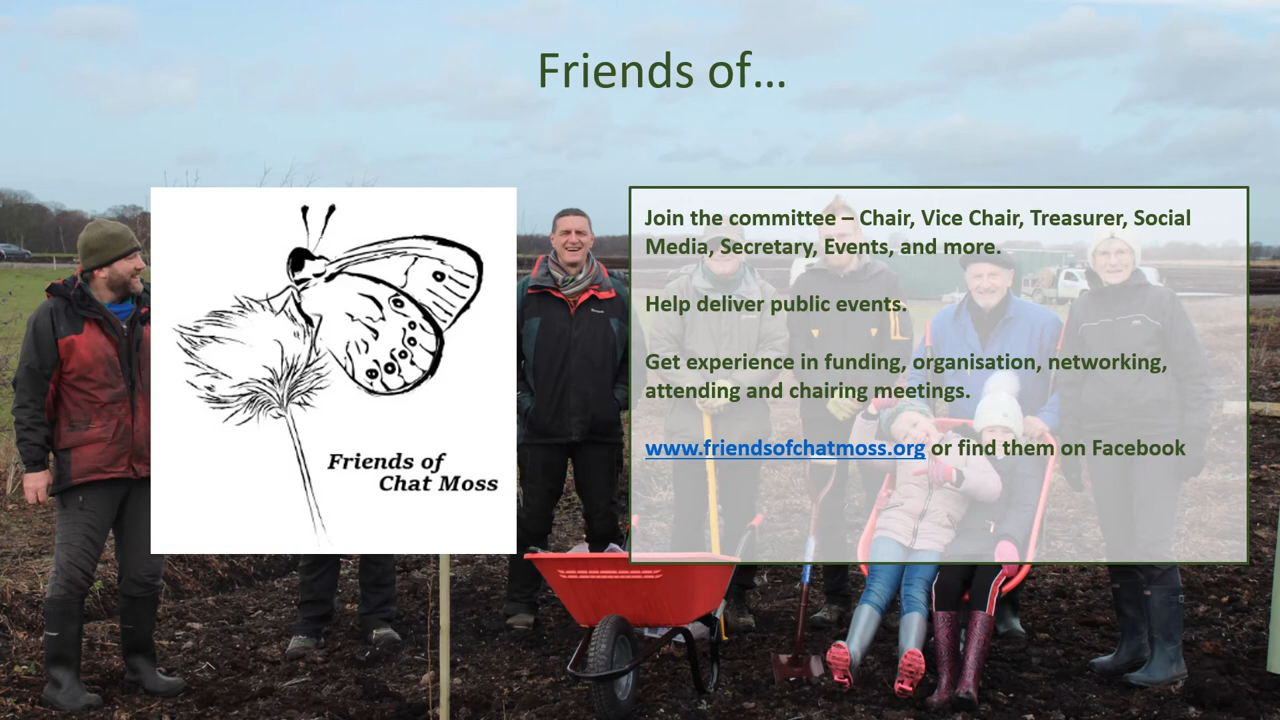 Friends of...
Friends of
Chat Moss
Join the committee – Chair, Vice Chair, Treasurer, Social
Media, Secretary, Events, and more.
Help deliver public events.
Get experience in funding, organisation, networking,
attending and chairing meetings.
www.friendsofchatmoss.org or find them on Facebook